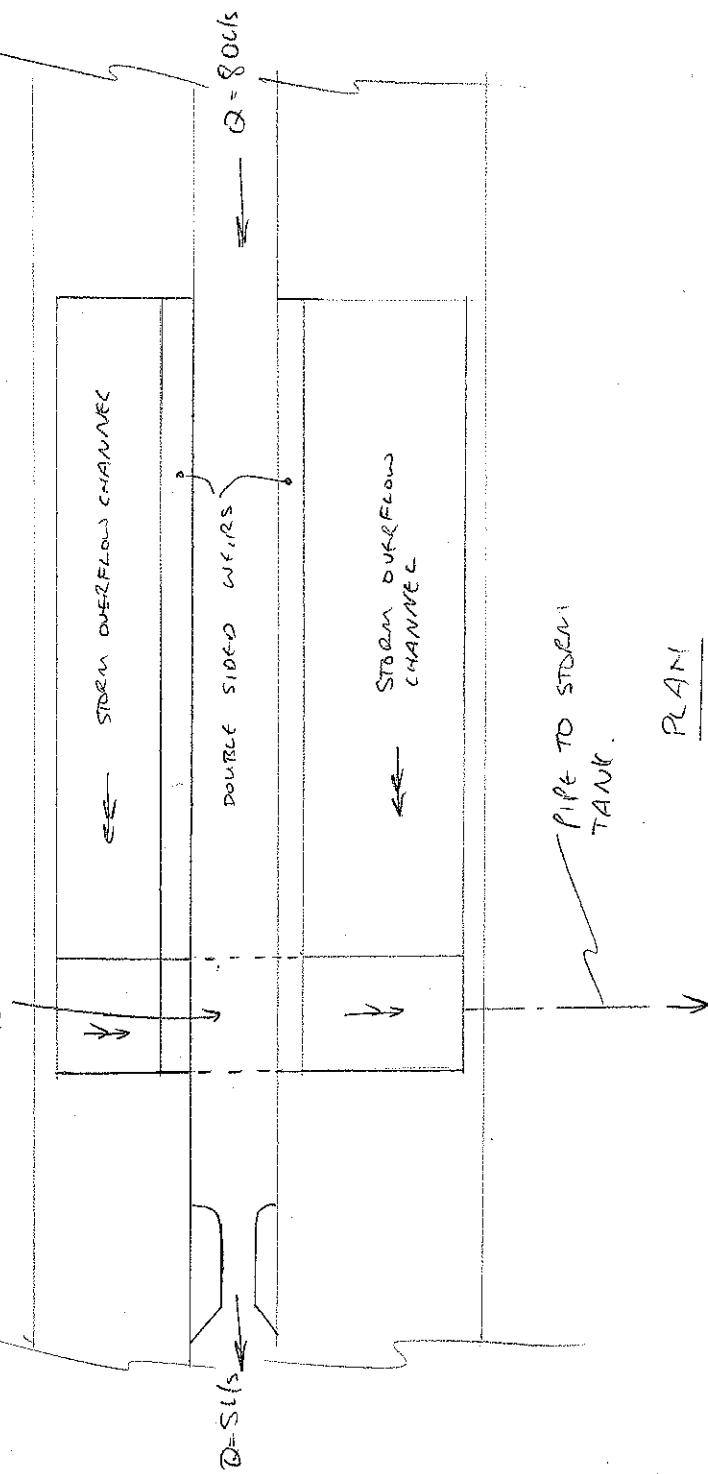 Q = 80l/s
STORM OVERFLOW CHANNEL
DOUBLE SIDED WEIRS
STORM OVERFLOW
CHANNEL
Q=5l/s
PIPE TO STORM
TANK.
PLAN